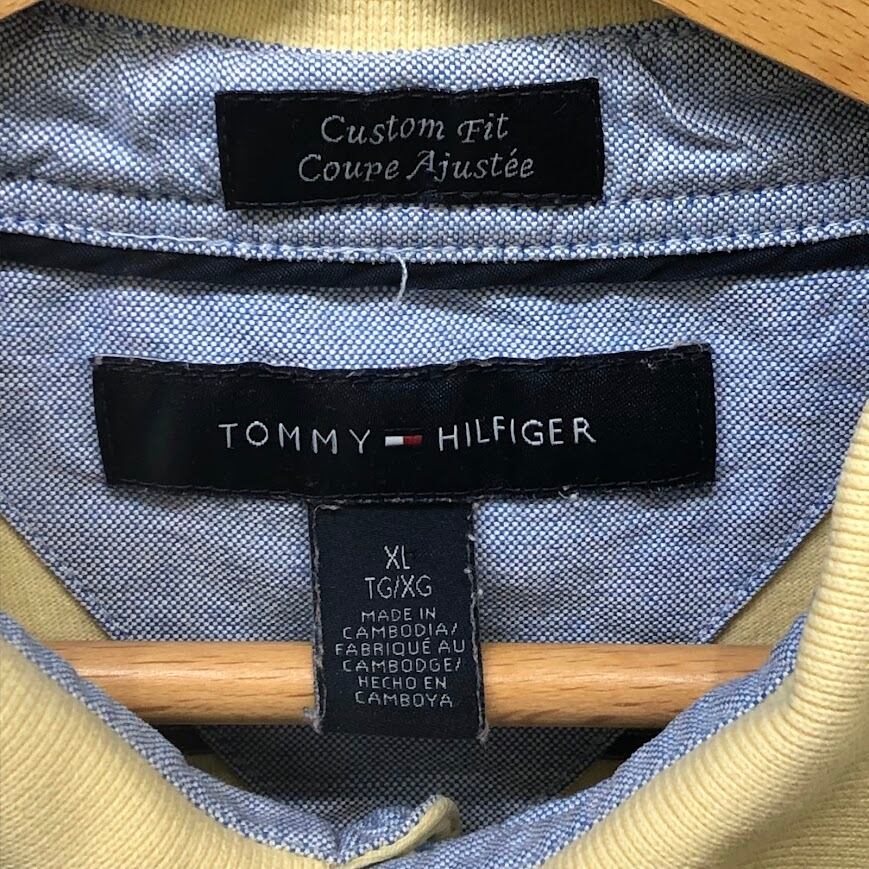 Custom Fit
Coupe Ajustée
TOMMY HILFIGER
XL
TG/XG
MADE IN
CAMBODIA/
FABRIQUÉ AU
CAMBODGE/
HECHO EN
CAMBOYA